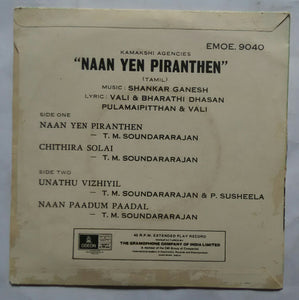 KAMAKSHI AGENCIES
EMOE. 9040
"NAAN YEN PIRANTHEN"
(TAMIL)
MUSIC: SHANKAR GANESH
LYRIC: VALI & BHARATHI DHASAN
PULAMAIPITTHAN & VALI
SIDE ONE
NAAN YEN PIRANTHEN
- T. M. SOUNDARARAJAN
CHITHIRA SOLAI
- T. M. SOUNDARARAJAN
SIDE TWO
UNATHU VIZHIYIL
- T. M. SOUNDARARAJAN & P. SUSHEELA
NAAN PAADUM PAADAL
- T. M. SOUNDARARAJAN
ODEON
45 R.P.M. EXTENDED PLAY RECORD
THE GRAMOPHONE COMPANY OF INDIA LIMITED